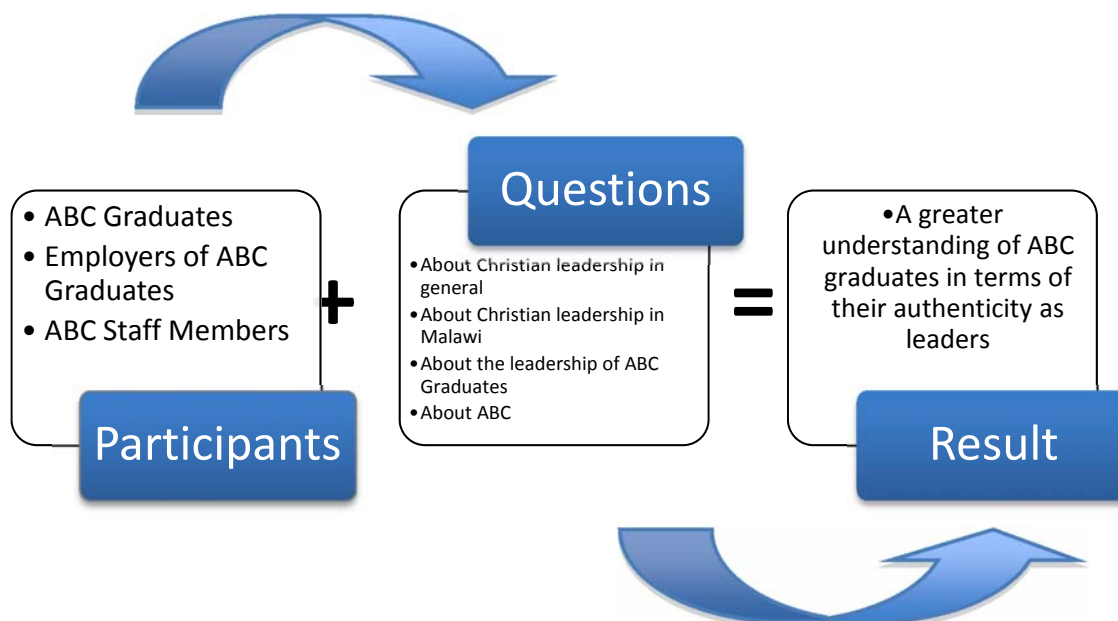 • ABC Graduates
• Employers of ABC
Graduates
• ABC Staff Members
Participants
+
Questions
•About Christian leadership in
general
•About Christian leadership in
Malawi
•About the leadership of ABC
Graduates
•About ABC
=
•A greater
understanding of ABC
graduates in terms of
their authenticity as
leaders
Result